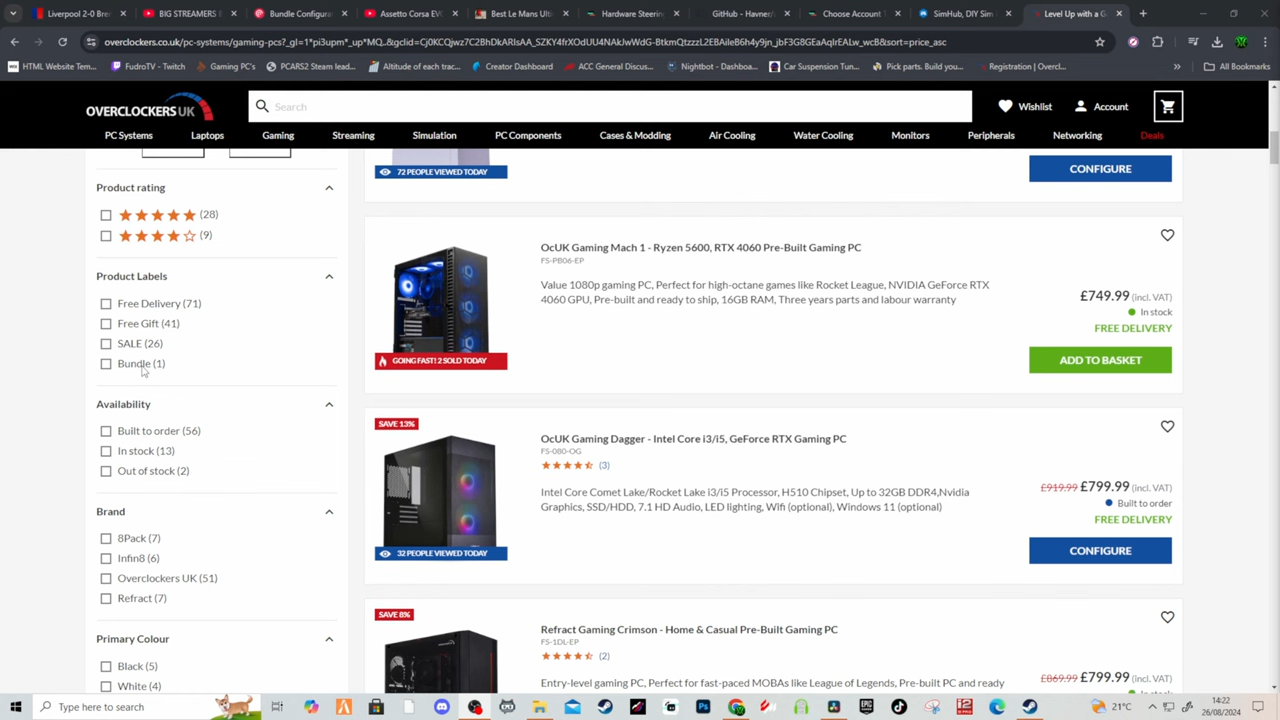 Liverpool 2-0 Bren
BIG STREAMERS B
Bundle Configurat
Assetto Corsa EVO
Best Le Mans Ultim
Hardware Steering
GitHub - Havner/a
Choose Account T
SimHub, DIY Sim D
Level Up with a G
overclockers.co.uk/pc-systems/gaming-pcs?_gl=1*pi3upm*_up*MQ..&gclid=Cj0KCQjwz7C2BhDkARIsAA_SZKY4frXOdUU4NAkJwWdG-BtkmQtzzzL2EBAileB6h4y9jn_jbF3G8GEaAqIrEALw_wcB&sort=price_asc
HTML Website Tem...
FudroTV - Twitch
Gaming PC's
PCARS2 Steam lead...
Altitude of each trac...
Creator Dashboard
ACC General Discu...
Nightbot - Dashboa...
Car Suspension Tun...
Pick parts. Build you...
Registration | Overcl...
»
All Bookmarks
OVERCLOCKERS UK
Search
Wishlist
Account
PC Systems
Laptops
Gaming
Streaming
Simulation
PC Components
Cases & Modding
Air Cooling
Water Cooling
Monitors
Peripherals
Networking
Deals
72 PEOPLE VIEWED TODAY
CONFIGURE
Product rating
(28)
(9)
Product Labels
Free Delivery (71)
Free Gift (41)
SALE (26)
Bundle (1)
Availability
Built to order (56)
In stock (13)
Out of stock (2)
Brand
8Pack (7)
Infin8 (6)
Overclockers UK (51)
Refract (7)
Primary Colour
Black (5)
White (4)
OcUK Gaming Mach 1 - Ryzen 5600, RTX 4060 Pre-Built Gaming PC
FS-PB06-EP
Value 1080p gaming PC, Perfect for high-octane games like Rocket League, NVIDIA GeForce RTX
4060 GPU, Pre-built and ready to ship, 16GB RAM, Three years parts and labour warranty
£749.99 (incl. VAT)
In stock
FREE DELIVERY
GOING FAST! 2 SOLD TODAY
ADD TO BASKET
SAVE 13%
OcUK Gaming Dagger - Intel Core i3/i5, GeForce RTX Gaming PC
FS-080-OG
(3)
Intel Core Comet Lake/Rocket Lake i3/i5 Processor, H510 Chipset, Up to 32GB DDR4,Nvidia
Graphics, SSD/HDD, 7.1 HD Audio, LED lighting, Wifi (optional), Windows 11 (optional)
£919.99 £799.99 (incl. VAT)
Built to order
FREE DELIVERY
32 PEOPLE VIEWED TODAY
CONFIGURE
SAVE 8%
Refract Gaming Crimson - Home & Casual Pre-Built Gaming PC
FS-1DL-EP
(2)
Entry-level gaming PC, Perfect for fast-paced MOBAs like League of Legends, Pre-built PC and ready
£869.99 £799.99 (incl. VAT)
Type here to search
21°C
14:22
26/08/2024